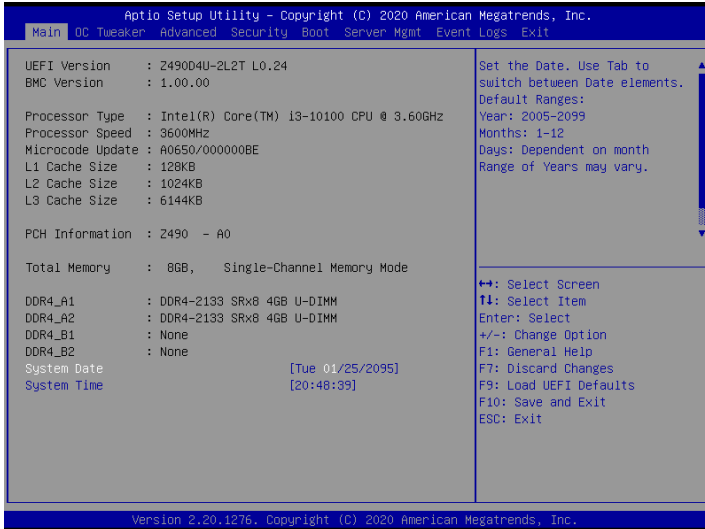 Aptio Setup Utility – Copyright (C) 2020 American Megatrends, Inc.
Main OC Tweaker Advanced Security Boot Server Mgmt Event Logs Exit
UEFI Version : Z490D4U-2L2T L0.24
BMC Version : 1.00.00
Processor Type : Intel(R) Core(TM) i3-10100 CPU @ 3.60GHz
Processor Speed : 3600MHz
Microcode Update : A0650/000000BE
L1 Cache Size : 128KB
L2 Cache Size : 1024KB
L3 Cache Size : 6144KB
PCH Information : Z490 - A0
Total Memory : 8GB, Single-Channel Memory Mode
DDR4_A1 : DDR4-2133 SRx8 4GB U-DIMM
DDR4_A2 : DDR4-2133 SRx8 4GB U-DIMM
DDR4_B1 : None
DDR4_B2 : None
System Date [Tue 01/25/2095]
System Time [20:48:39]
Set the Date. Use Tab to
switch between Date elements.
Default Ranges:
Year: 2005-2099
Months: 1-12
Days: Dependent on month
Range of Years may vary.
↔: Select Screen
↑↓: Select Item
Enter: Select
+/-: Change Option
F1: General Help
F7: Discard Changes
F9: Load UEFI Defaults
F10: Save and Exit
ESC: Exit
Version 2.20.1276. Copyright (C) 2020 American Megatrends, Inc.